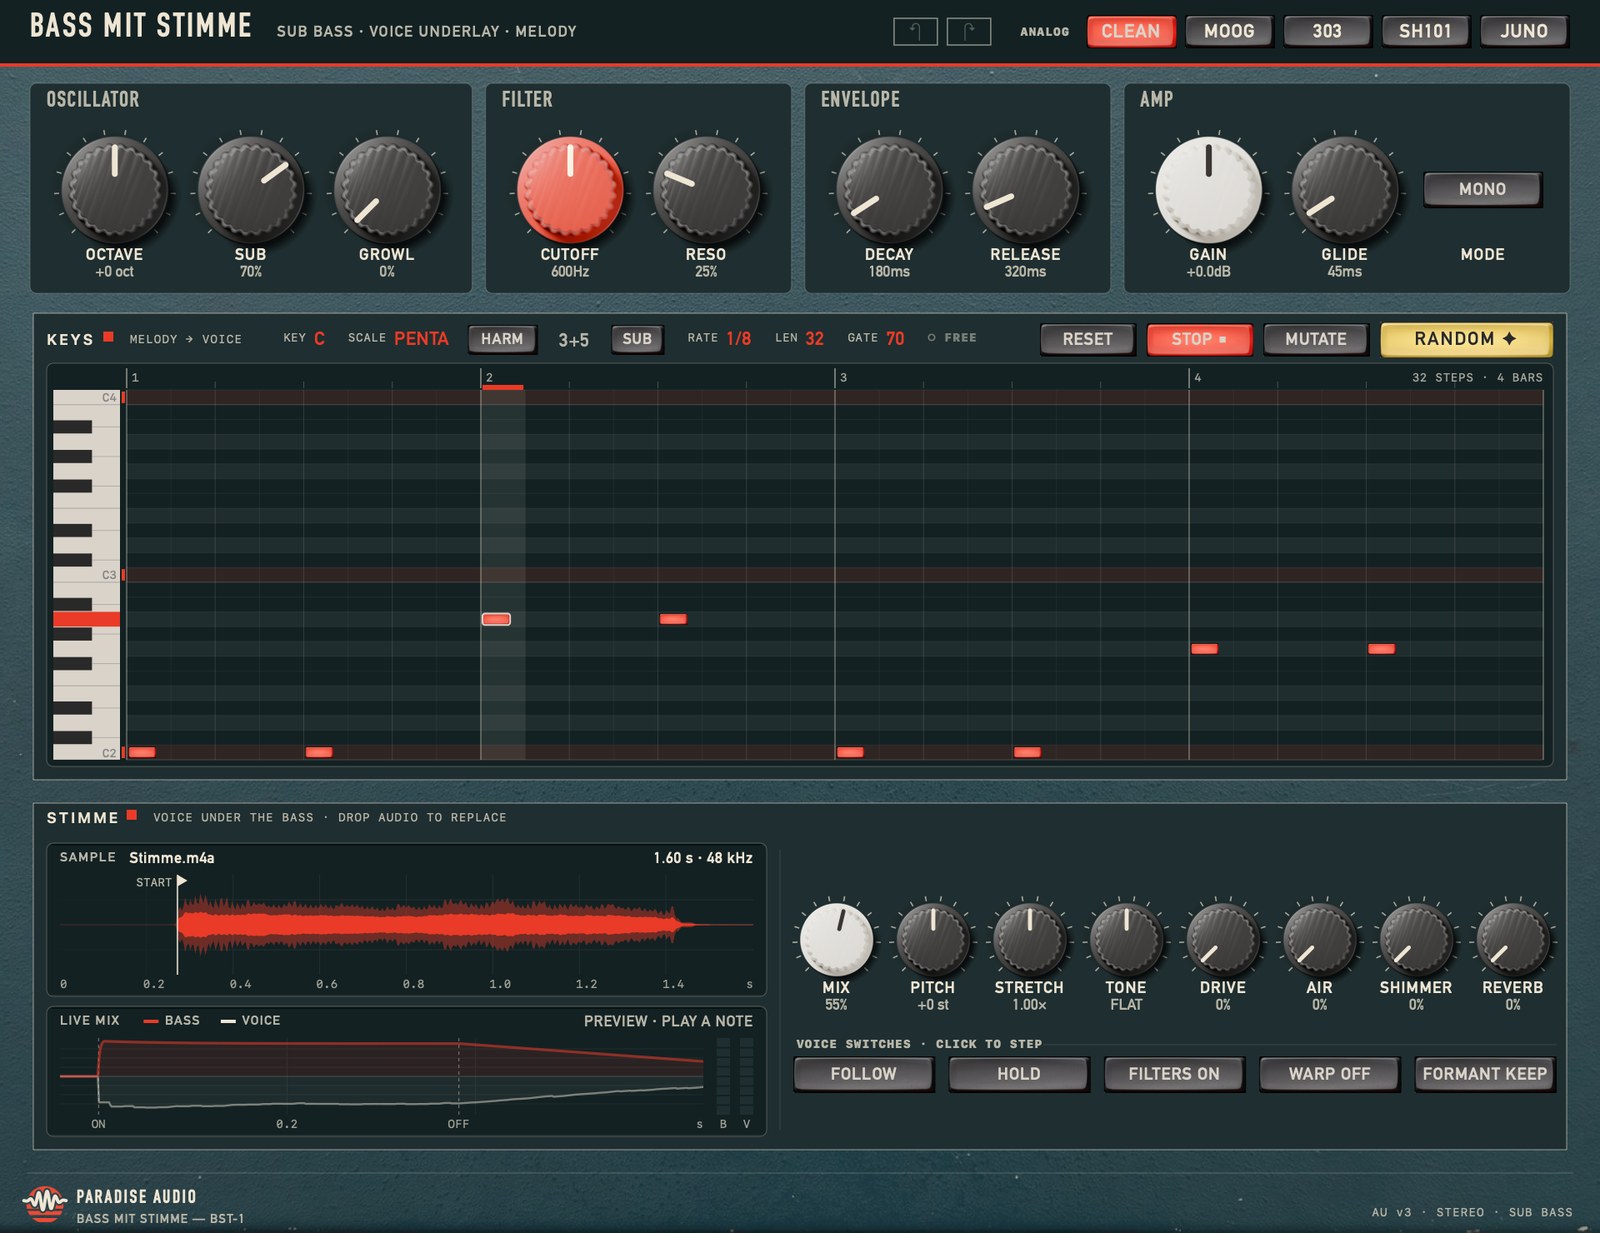 BASS MIT STIMME SUB BASS · VOICE UNDERLAY · MELODY ANALOG CLEAN MOOG 303 SH101 JUNO
OSCILLATOR FILTER ENVELOPE AMP
MONO
OCTAVE SUB GROWL CUTOFF RESO DECAY RELEASE GAIN GLIDE MODE
+0 oct 70% 0% 600Hz 25% 180ms 320ms +0.0dB 45ms
KEYS MELODY → VOICE KEY C SCALE PENTA HARM 3+5 SUB RATE 1/8 LEN 32 GATE 70 FREE RESET STOP MUTATE RANDOM ✦
1 2 3 4 32 STEPS · 4 BARS
C4
C3
C2
STIMME VOICE UNDER THE BASS · DROP AUDIO TO REPLACE
SAMPLE Stimme.m4a 1.60 s · 48 kHz
START
0 0.2 0.4 0.6 0.8 1.0 1.2 1.4 s
MIX PITCH STRETCH TONE DRIVE AIR SHIMMER REVERB
55% +0 st 1.00× FLAT 0% 0% 0% 0%
LIVE MIX BASS VOICE PREVIEW · PLAY A NOTE
ON 0.2 OFF s B V
VOICE SWITCHES · CLICK TO STEP
FOLLOW HOLD FILTERS ON WARP OFF FORMANT KEEP
PARADISE AUDIO
BASS MIT STIMME — BST-1
AU v3 · STEREO · SUB BASS